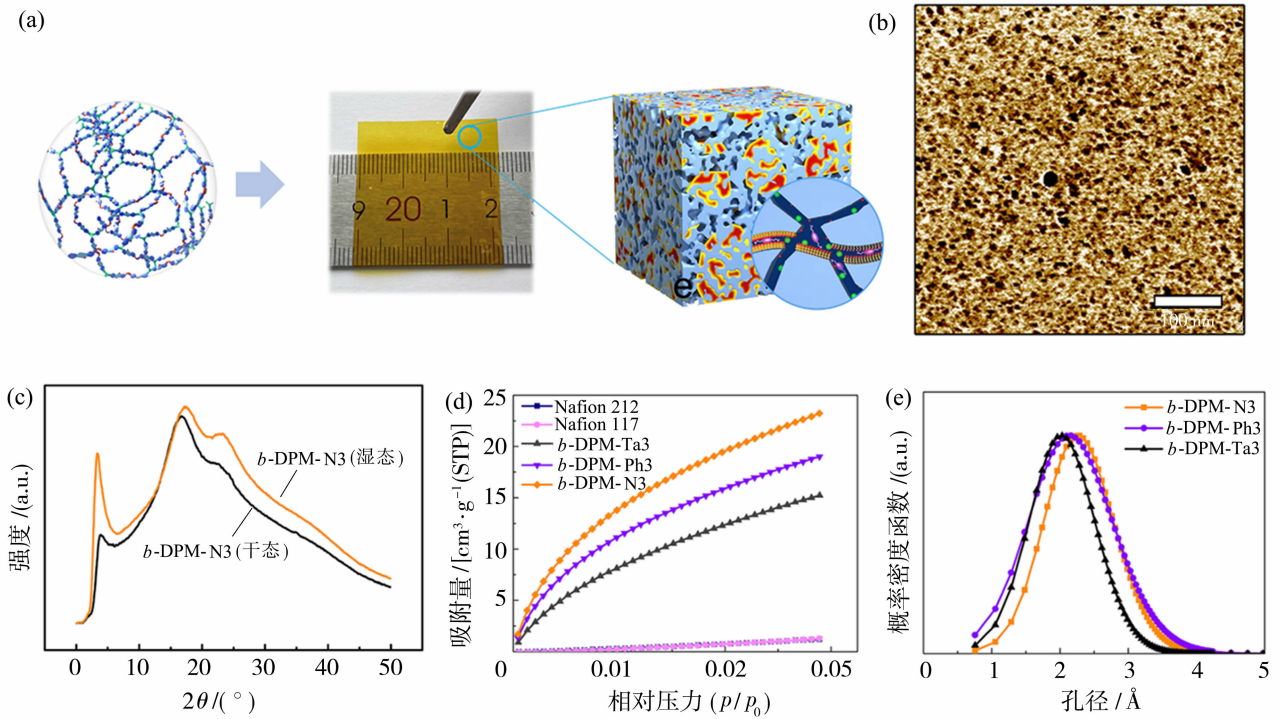 (a)
9 20 1 2
e
(b)
100 nm
(c)
强度/(a.u.)
b-DPM-N3(湿态)
b-DPM-N3(干态)
0 10 20 30 40 50
2θ/(°)
(d)
吸附量/[cm³·g⁻¹(STP)]
25
20
15
10
5
Nafion 212
Nafion 117
b-DPM-Ta3
b-DPM-Ph3
b-DPM-N3
0 0.01 0.02 0.05
相对压力(p/p₀)
(e)
概率密度函数/(a.u.)
b-DPM-N3
b-DPM-Ph3
b-DPM-Ta3
0 1 2 3 4 5
孔径/Å